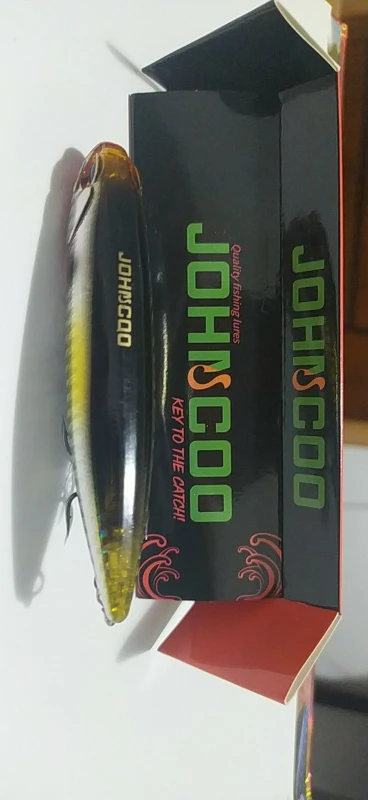 JOHNCOO
Quality fishing lures
JOHNCOO
KEY TO THE CATCH!
JOHNCOO